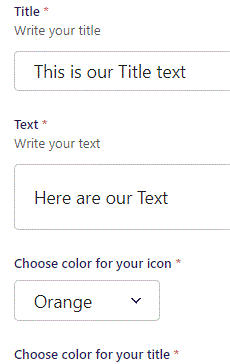 Title *
Write your title
This is our Title text
Text *
Write your text
Here are our Text
Choose color for your icon *
Orange
Choose color for your title *